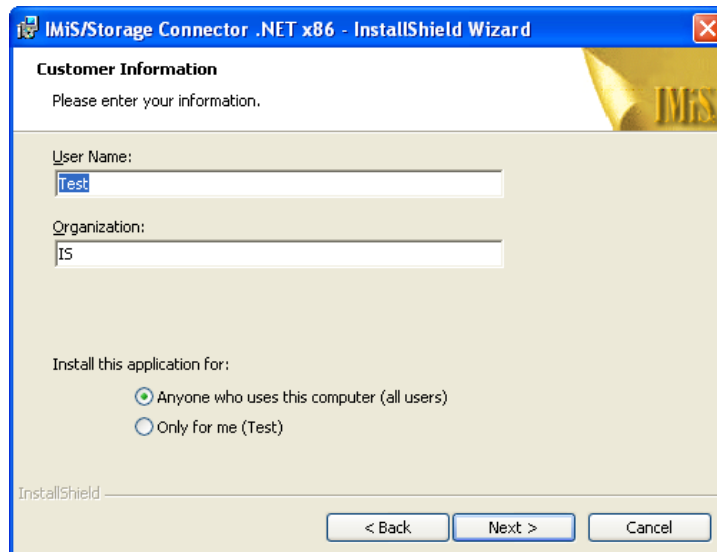 IMiS/Storage Connector .NET x86 - InstallShield Wizard
Customer Information
Please enter your information.
IMiS
User Name:
Test
Organization:
IS
Install this application for:
Anyone who uses this computer (all users)
Only for me (Test)
InstallShield
< Back Next > Cancel